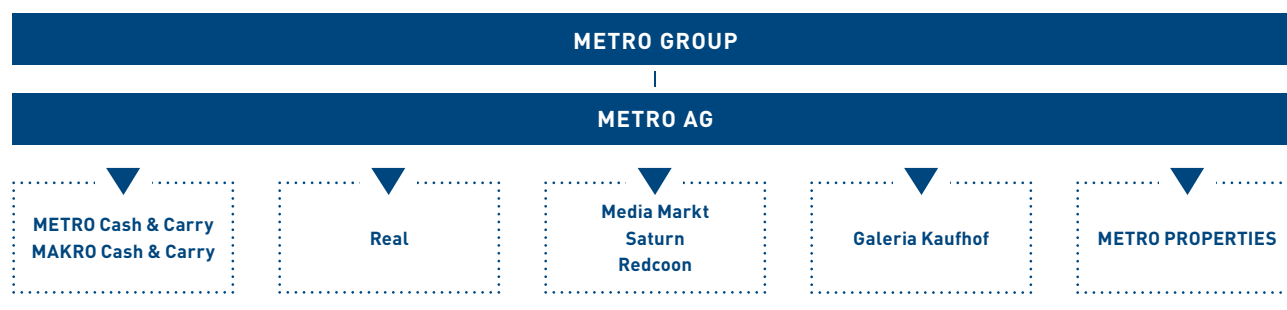 METRO GROUP
METRO AG
METRO Cash & Carry
MAKRO Cash & Carry
Real
Media Markt
Saturn
Redcoon
Galeria Kaufhof
METRO PROPERTIES